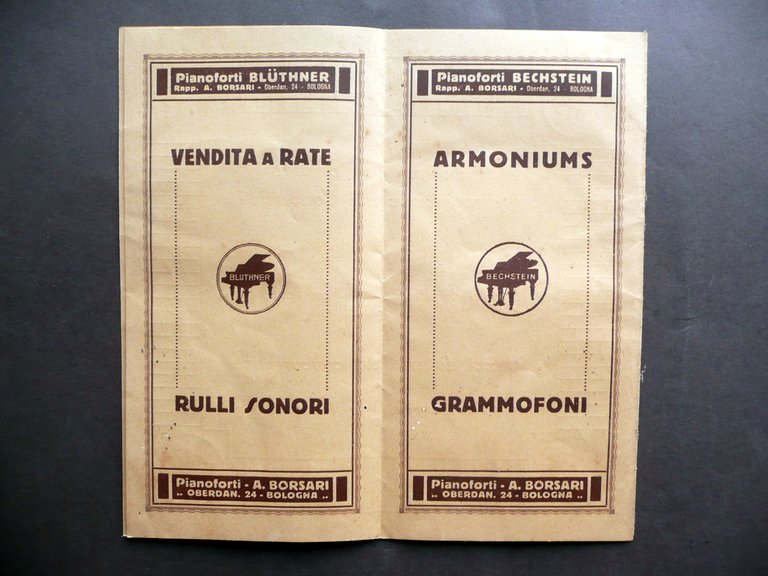 Pianoforti BLÜTHNER
Rapp. A. BORSARI - Oberdan, 24 - BOLOGNA
VENDITA A RATE
BLÜTHNER
RULLI SONORI
Pianoforti - A. BORSARI
.. OBERDAN, 24 - BOLOGNA ..
Pianoforti BECHSTEIN
Rapp. A. BORSARI - Oberdan, 24 - BOLOGNA
ARMONIUMS
BECHSTEIN
GRAMMOFONI
Pianoforti - A. BORSARI
.. OBERDAN, 24 - BOLOGNA ..